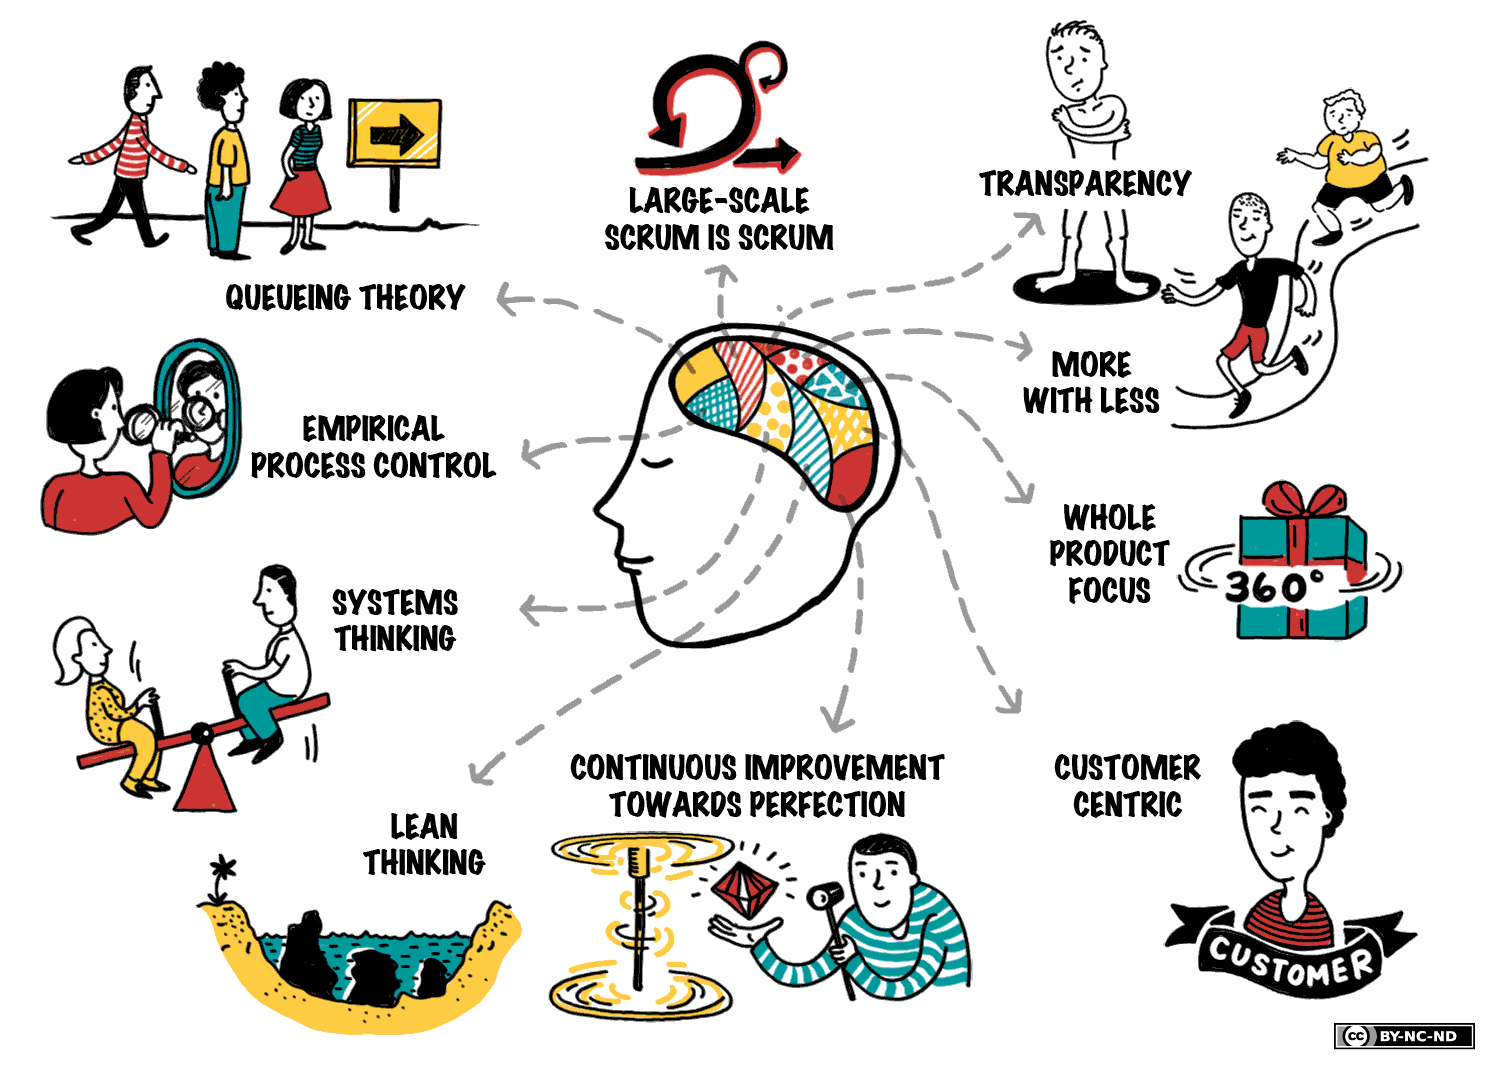 LARGE-SCALE
SCRUM IS SCRUM
TRANSPARENCY
QUEUEING THEORY
MORE
WITH LESS
EMPIRICAL
PROCESS CONTROL
WHOLE
PRODUCT
FOCUS
360°
SYSTEMS
THINKING
CONTINUOUS IMPROVEMENT
TOWARDS PERFECTION
CUSTOMER
CENTRIC
LEAN
THINKING
CUSTOMER
cc BY-NC-ND